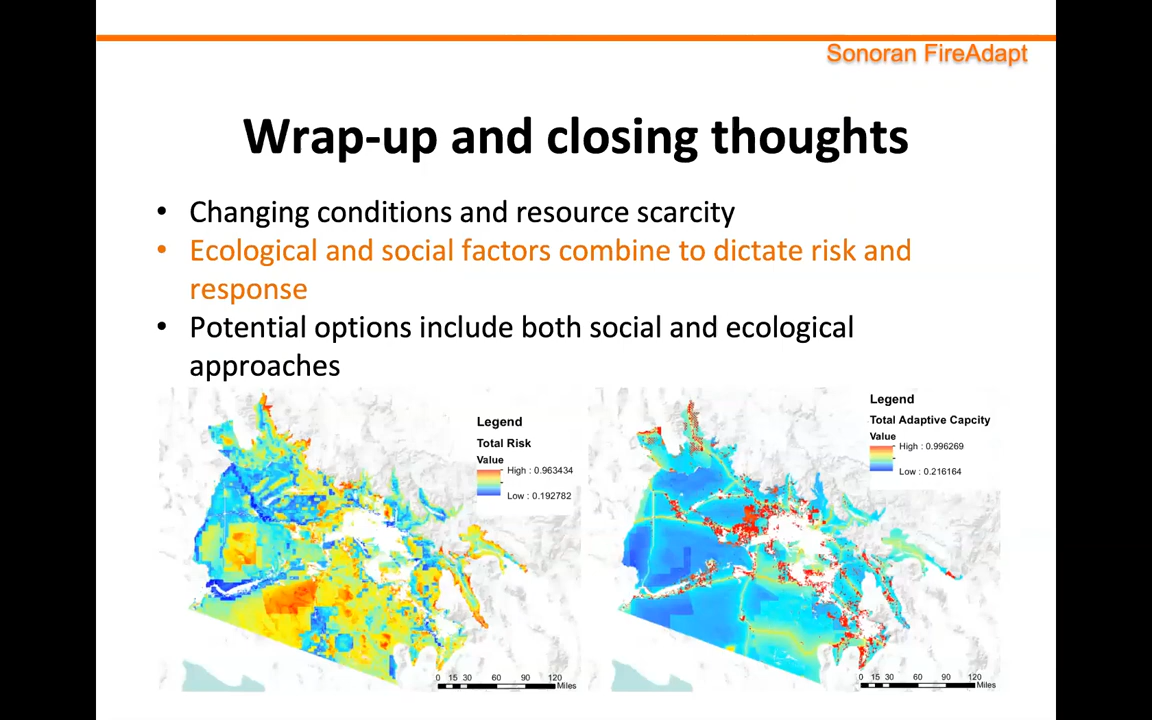 Sonoran FireAdapt
Wrap-up and closing thoughts
• Changing conditions and resource scarcity
• Ecological and social factors combine to dictate risk and
response
• Potential options include both social and ecological
approaches
Legend
Total Risk
Value
High : 0.963434
Low : 0.192782
0 15 30 60 90 120
Miles
Legend
Total Adaptive Capcity
Value
High : 0.996269
Low : 0.216164
0 15 30 60 90 120
Miles